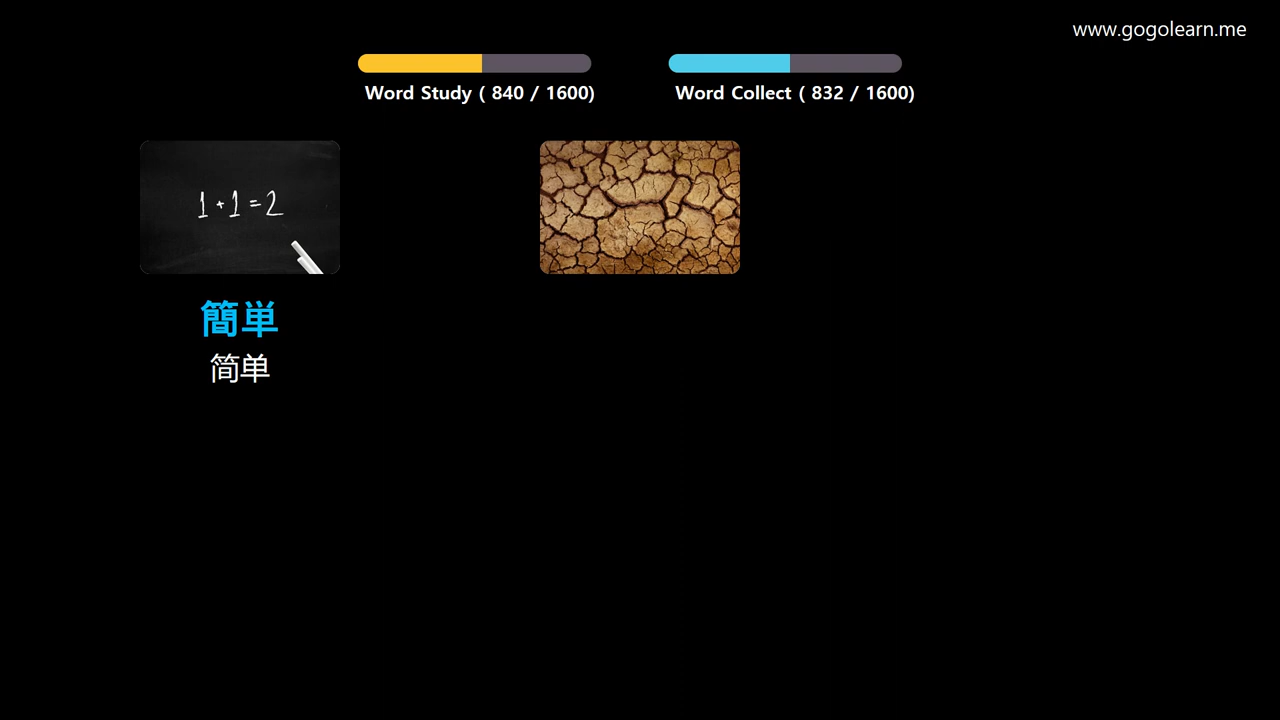 www.gogolearn.me
Word Study ( 840 / 1600)
Word Collect ( 832 / 1600)
1+1=2
簡単
简单